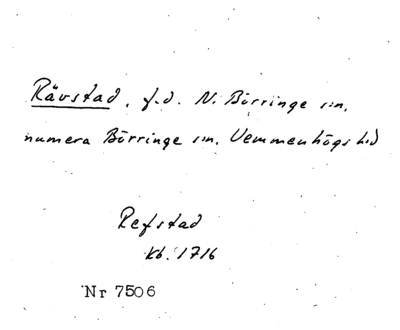 Rävstad, f.d. N. Börringe sn,
numera Börringe sn. Vemmenhögs hd
Refstad
kb. 1716
Nr 7506